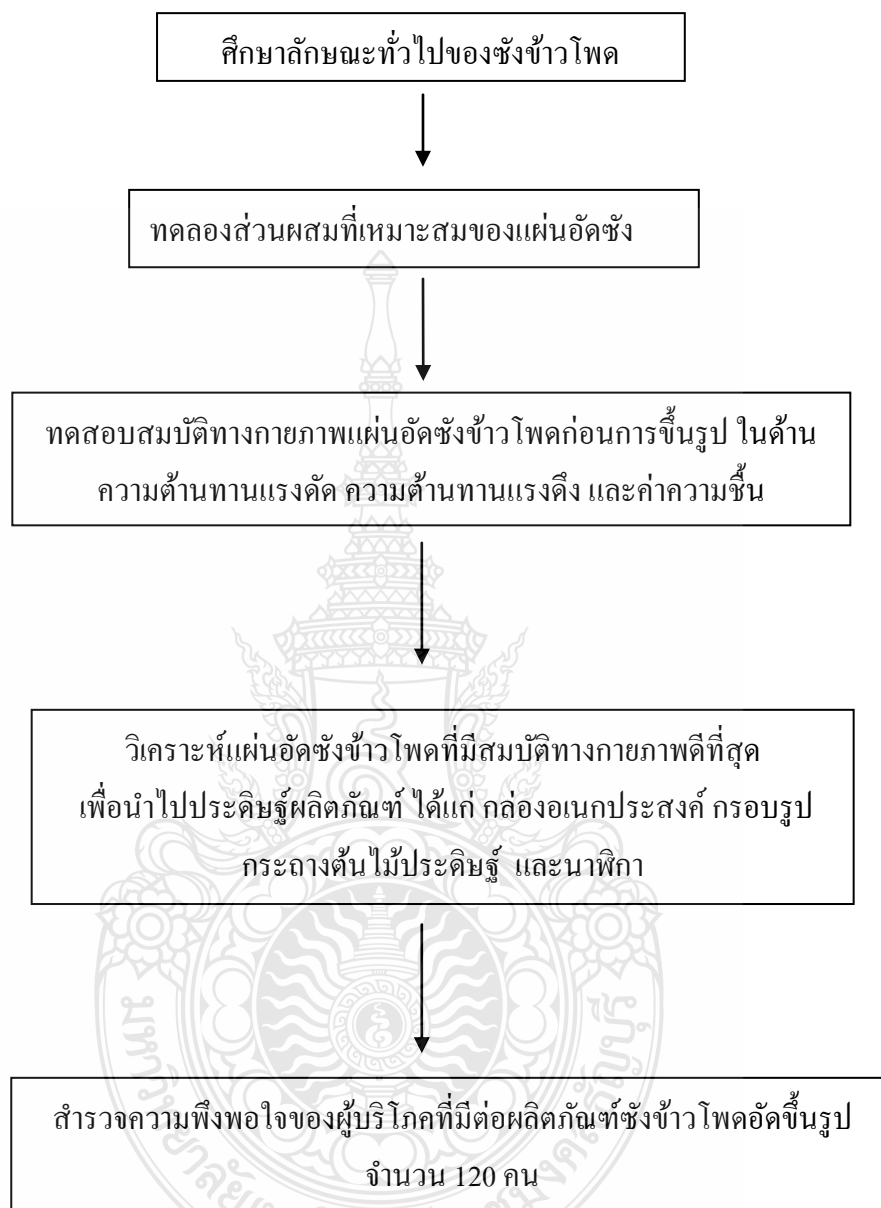 ศึกษาลักษณะทั่วไปของซังข้าวโพด
ทดลองส่วนผสมที่เหมาะสมของแผ่นอัดซัง
ทดสอบสมบัติทางกายภาพแผ่นอัดซังข้าวโพดก่อนการขึ้นรูป ในด้าน
ความต้านทานแรงดัด ความต้านทานแรงดึง และค่าความชื้น
วิเคราะห์แผ่นอัดซังข้าวโพดที่มีสมบัติทางกายภาพดีที่สุด
เพื่อนำไปประดิษฐ์ผลิตภัณฑ์ ได้แก่ กล่องอเนกประสงค์ กรอบรูป
กระถางต้นไม้ประดิษฐ์ และนาฬิกา
สำรวจความพึงพอใจของผู้บริโภคที่มีต่อผลิตภัณฑ์ซังข้าวโพดอัดขึ้นรูป
จำนวน 120 คน